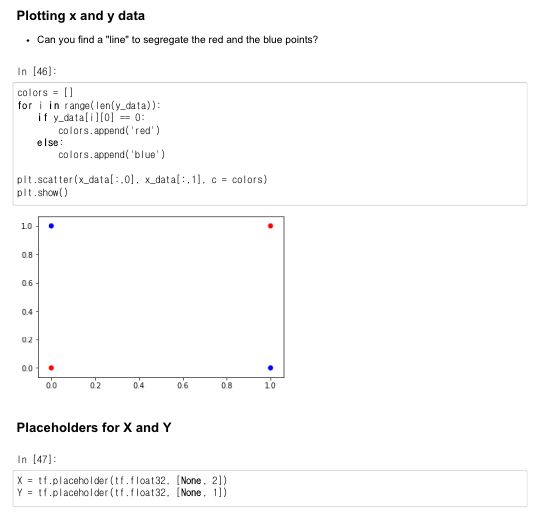 Plotting x and y data
• Can you find a "line" to segregate the red and the blue points?
In [46]:
colors = []
for i in range(len(y_data)):
    if y_data[i][0] == 0:
        colors.append('red')
    else:
        colors.append('blue')
plt.scatter(x_data[:,0], x_data[:,1], c = colors)
plt.show()
1.0
0.8
0.6
0.4
0.2
0.0
0.0 0.2 0.4 0.6 0.8 1.0
Placeholders for X and Y
In [47]:
X = tf.placeholder(tf.float32, [None, 2])
Y = tf.placeholder(tf.float32, [None, 1])